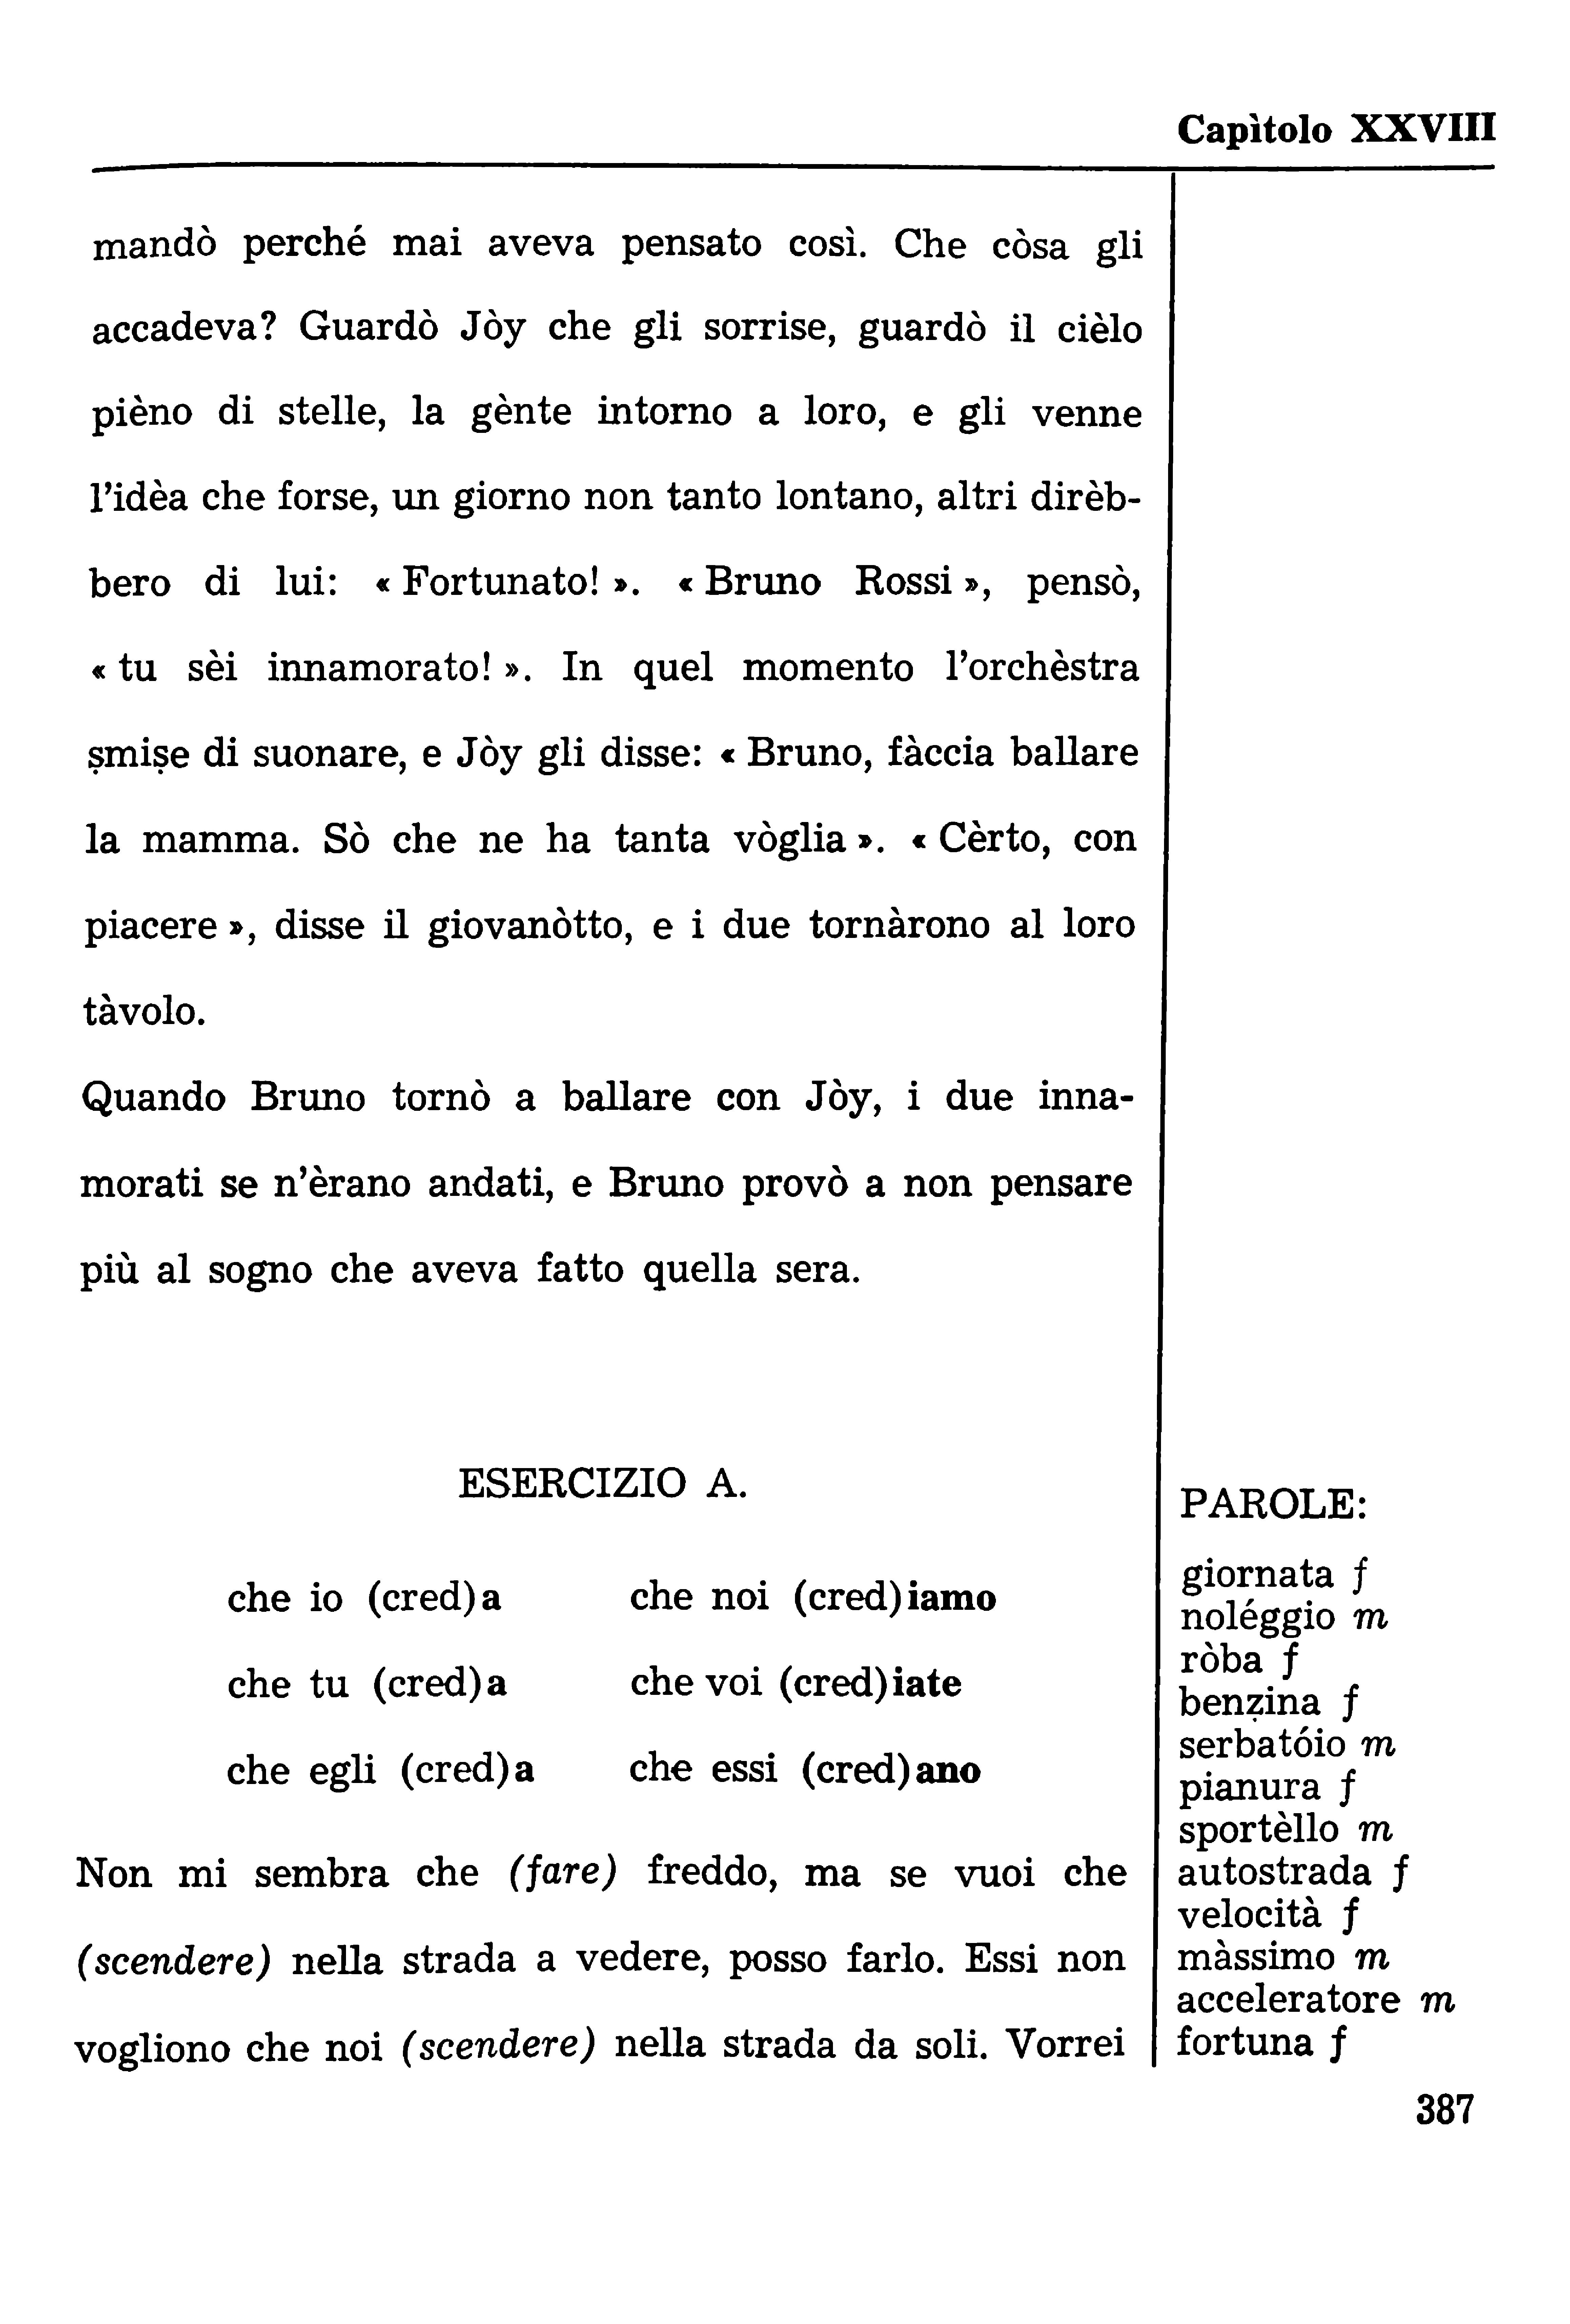 Capìtolo XXVIII
mandò perché mai aveva pensato così. Che còsa gli
accadeva? Guardò Jòy che gli sorrise, guardò il cièlo
pièno di stelle, la gènte intorno a loro, e gli venne
l'idèa che forse, un giorno non tanto lontano, altri dirèb-
bero di lui: « Fortunato! ». « Bruno Rossi », pensò,
« tu sèi innamorato! ». In quel momento l'orchèstra
ṣmiṣe di suonare, e Jòy gli disse: « Bruno, fàccia ballare
la mamma. Sò che ne ha tanta vòglia ». « Cèrto, con
piacere », disse il giovanòtto, e i due tornàrono al loro
tàvolo.
Quando Bruno tornò a ballare con Jòy, i due inna-
morati se n'èrano andati, e Bruno provò a non pensare
più al sogno che aveva fatto quella sera.
ESERCIZIO A.
che io (cred)a che noi (cred)iamo
che tu (cred)a che voi (cred)iate
che egli (cred)a che essi (cred)ano
Non mi sembra che (fare) freddo, ma se vuoi che
(scendere) nella strada a vedere, posso farlo. Essi non
vogliono che noi (scendere) nella strada da soli. Vorrei
PAROLE:
giornata f
noléggio m
ròba f
benẓina f
serbatóio m
pianura f
sportèllo m
autostrada f
velocità f
màssimo m
acceleratore m
fortuna f
387